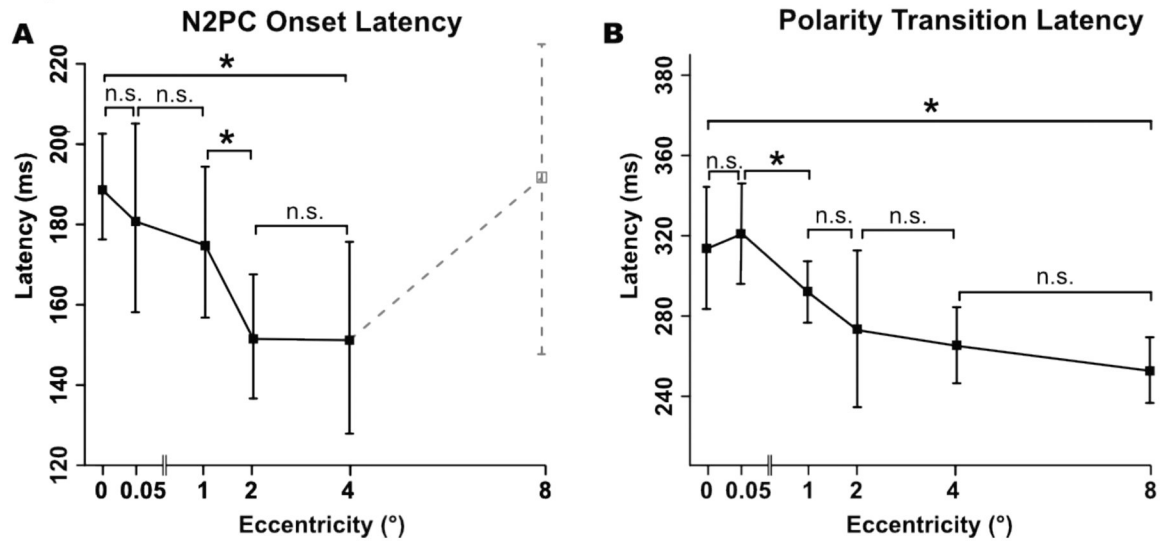 A
N2PC Onset Latency
Latency (ms)
220
200
180
160
140
120
*
n.s.
n.s.
*
n.s.
0
0.05
1
2
4
8
Eccentricity (°)
B
Polarity Transition Latency
Latency (ms)
380
360
320
280
240
*
n.s.
*
n.s.
n.s.
n.s.
0
0.05
1
2
4
8
Eccentricity (°)